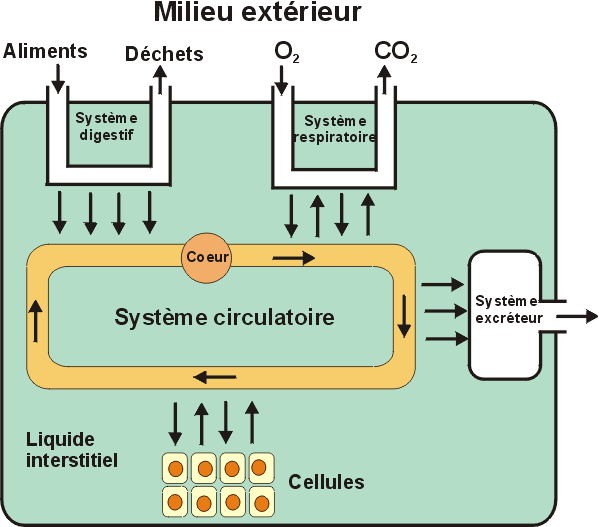 Milieu extérieur
Aliments
Déchets
O2
CO2
Système
digestif
Système
respiratoire
Coeur
Système circulatoire
Système
excréteur
Liquide
interstitiel
Cellules